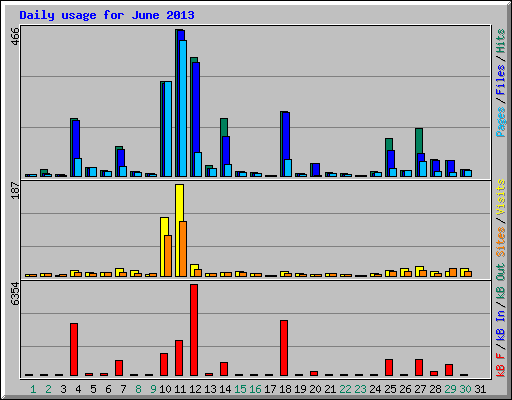 Daily usage for June 2013
466
Pages / Files / Hits
187
Sites / Visits
6354
kB F / kB In / kB Out
1 2 3 4 5 6 7 8 9 10 11 12 13 14 15 16 17 18 19 20 21 22 23 24 25 26 27 28 29 30 31